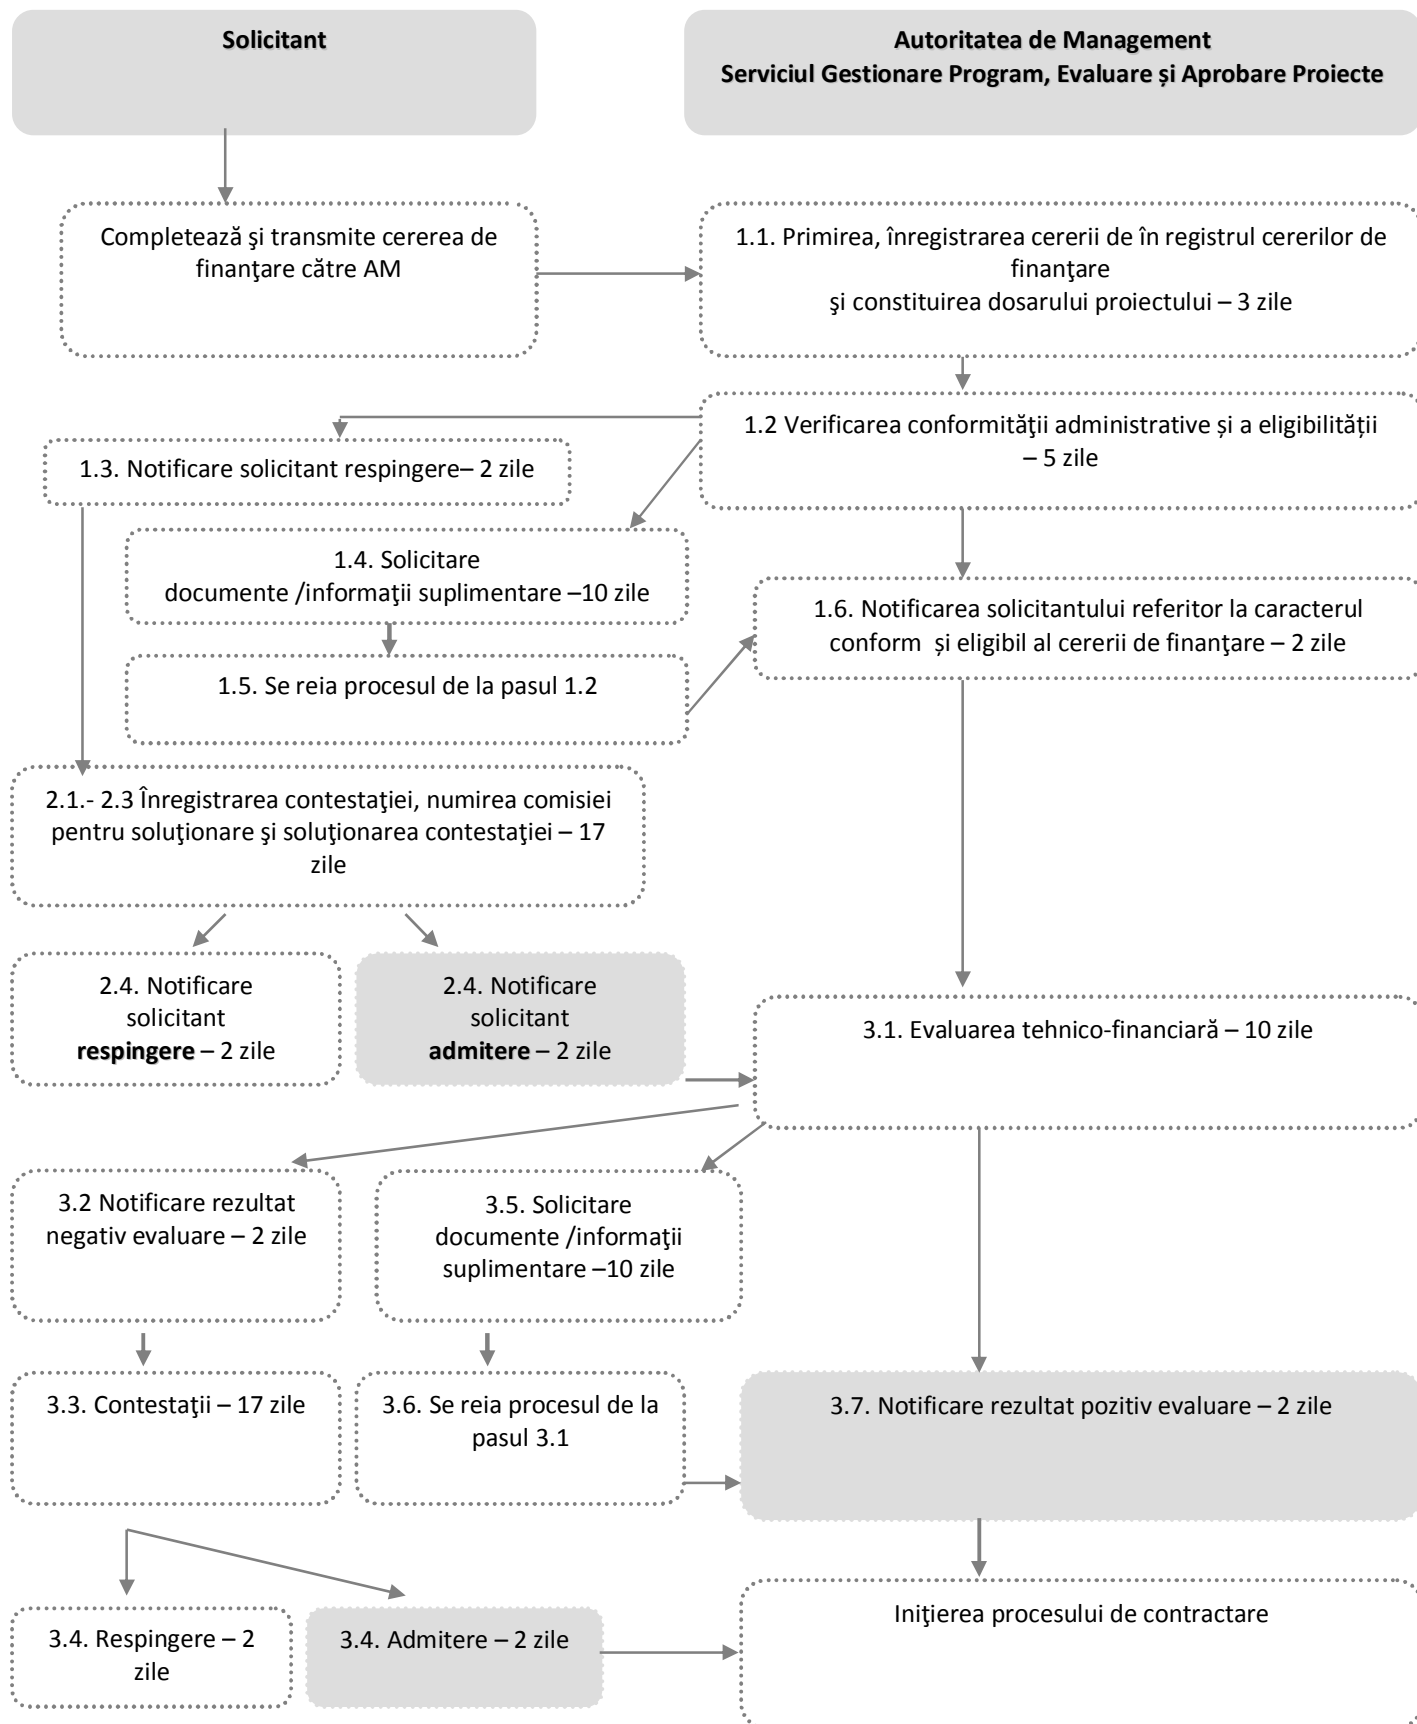 Solicitant
Autoritatea de Management
Serviciul Gestionare Program, Evaluare și Aprobare Proiecte
Completează şi transmite cererea de
finanţare către AM
1.1. Primirea, înregistrarea cererii de în registrul cererilor de
finanţare
şi constituirea dosarului proiectului – 3 zile
1.2 Verificarea conformităţii administrative și a eligibilității
– 5 zile
1.3. Notificare solicitant respingere– 2 zile
1.4. Solicitare
documente /informaţii suplimentare –10 zile
1.6. Notificarea solicitantului referitor la caracterul
conform  și eligibil al cererii de finanţare – 2 zile
1.5. Se reia procesul de la pasul 1.2
2.1.- 2.3 Înregistrarea contestaţiei, numirea comisiei
pentru soluţionare şi soluţionarea contestaţiei – 17
zile
2.4. Notificare
solicitant
respingere – 2 zile
2.4. Notificare
solicitant
admitere – 2 zile
3.1. Evaluarea tehnico-financiară – 10 zile
3.2 Notificare rezultat
negativ evaluare – 2 zile
3.5. Solicitare
documente /informaţii
suplimentare –10 zile
3.3. Contestaţii – 17 zile
3.6. Se reia procesul de la
pasul 3.1
3.7. Notificare rezultat pozitiv evaluare – 2 zile
3.4. Respingere – 2
zile
3.4. Admitere – 2 zile
Iniţierea procesului de contractare